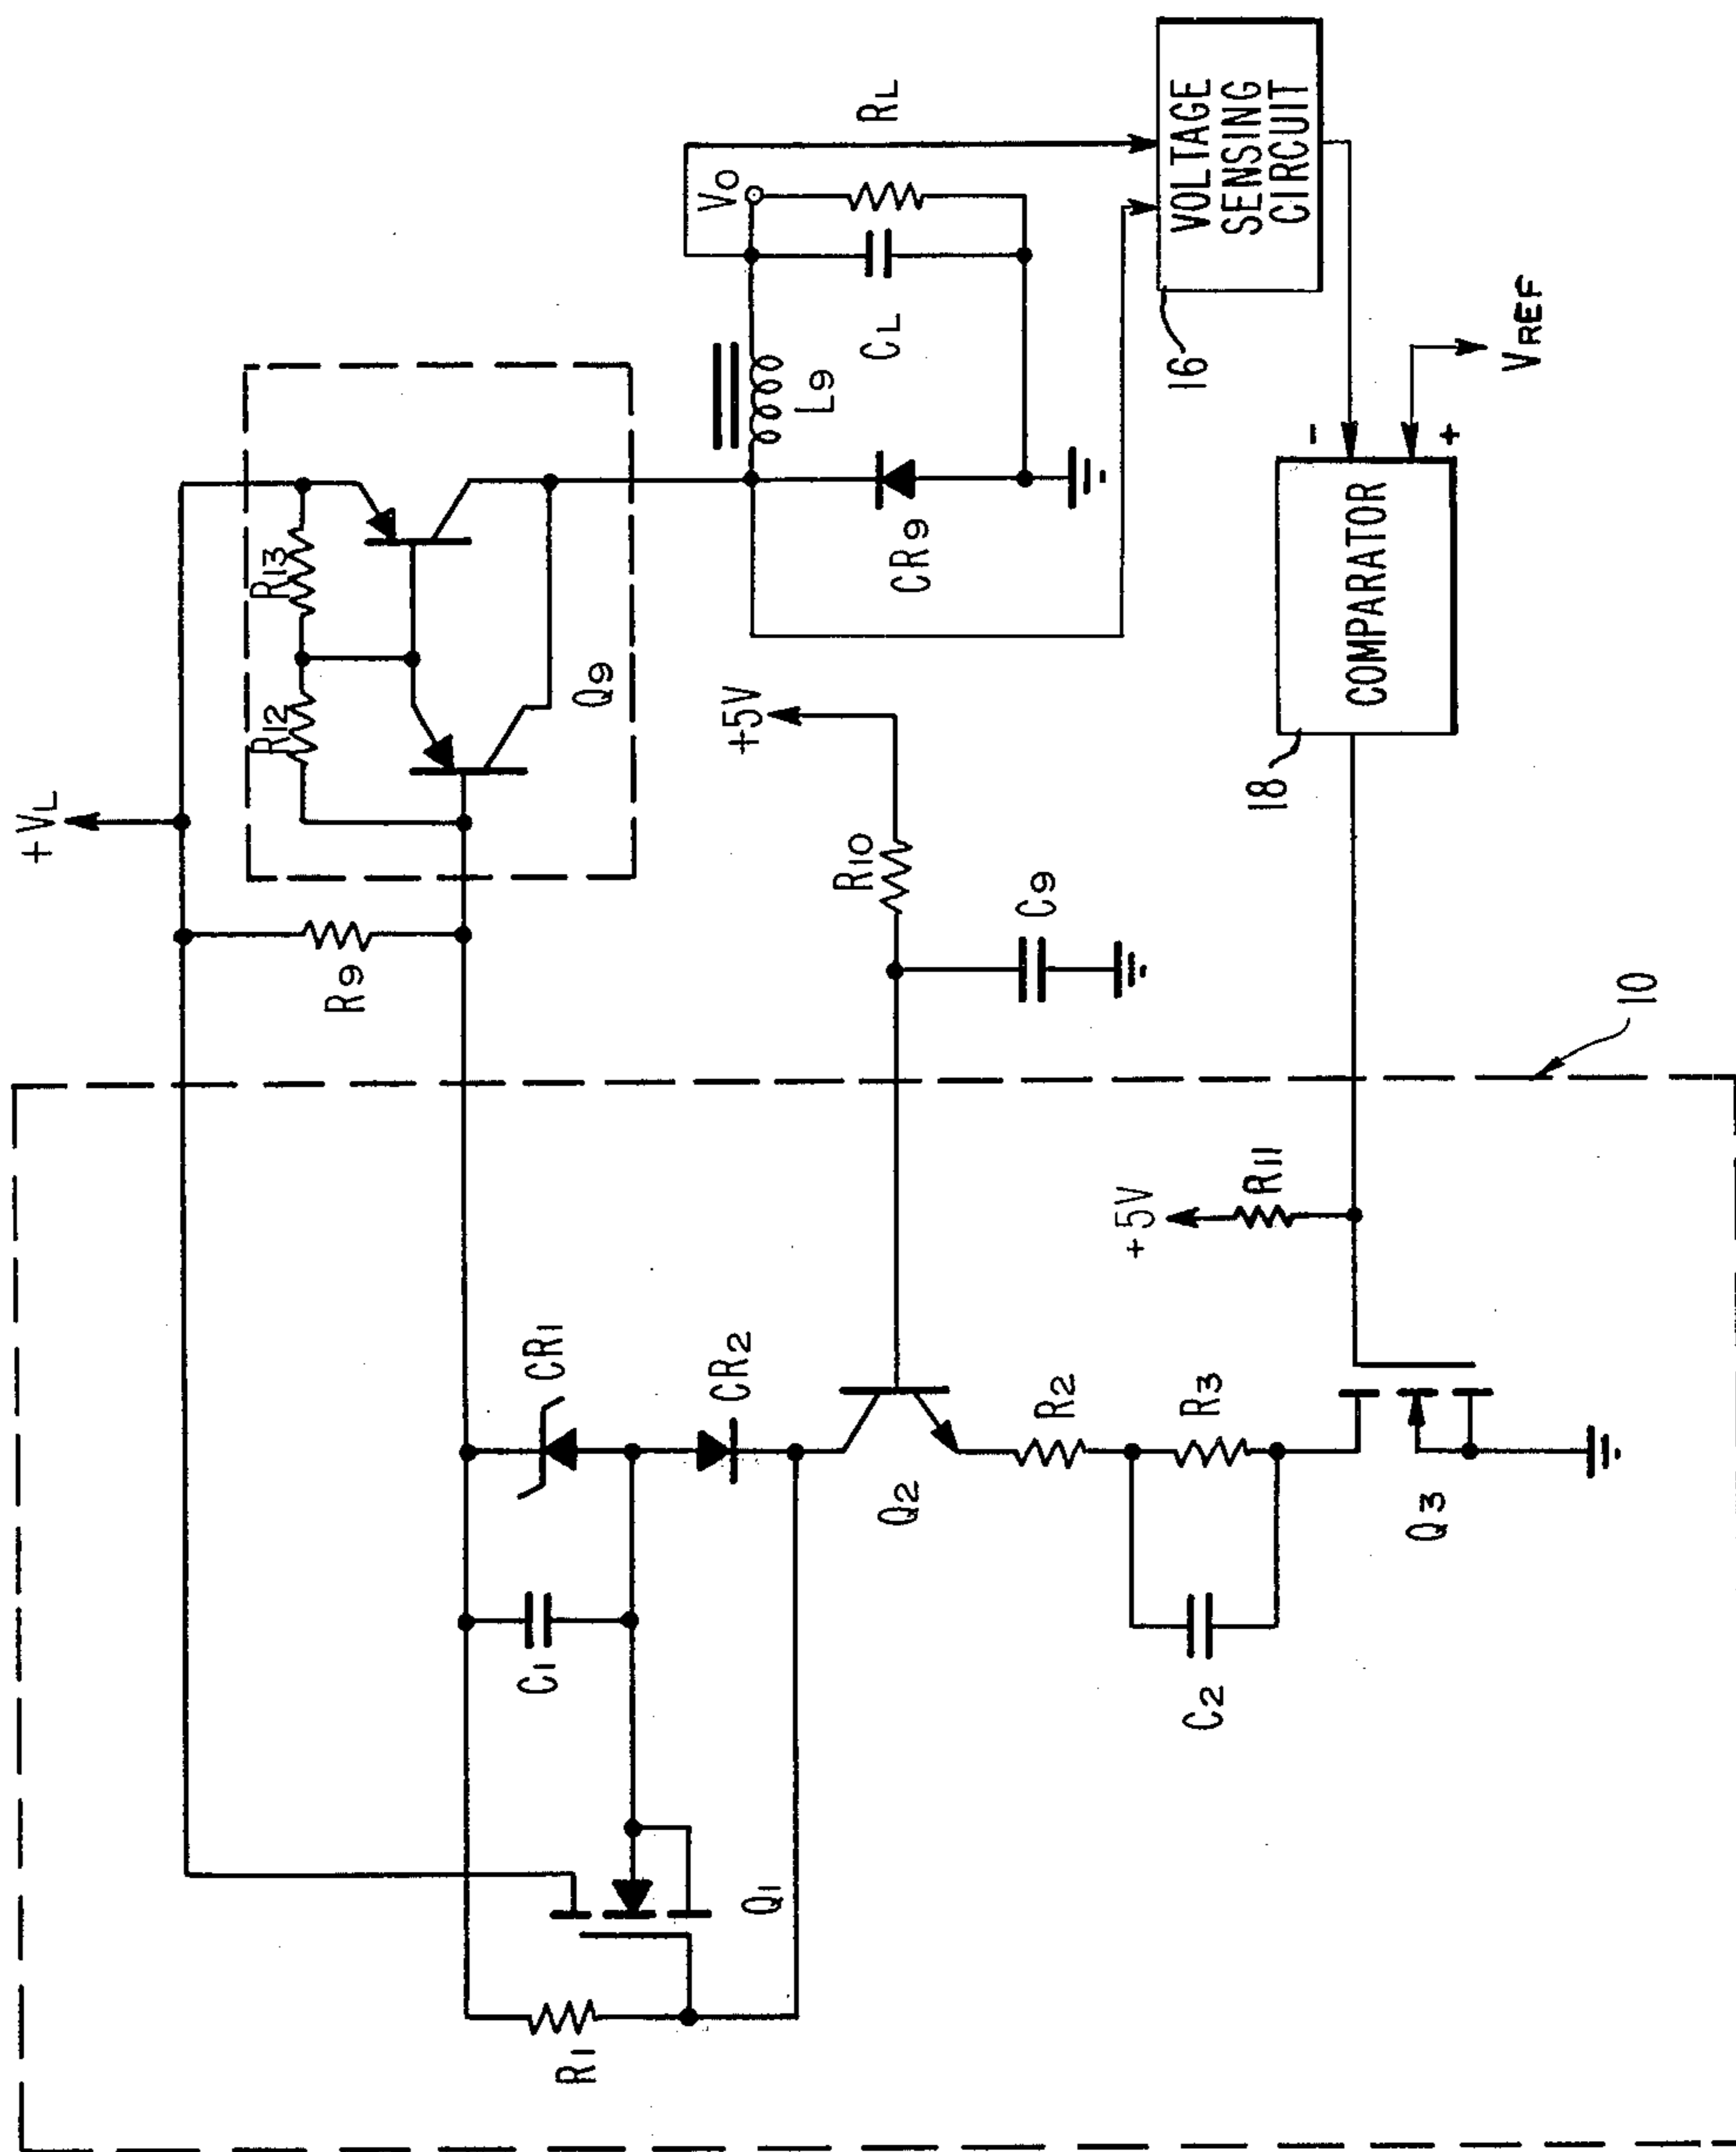 +VL
R9
R12
R13
Q9
VO
RL
CL
L9
CR9
VOLTAGE
SENSING
CIRCUIT
16
-
+
VREF
COMPARATOR
18
+5V
R10
C9
10
+5V
R11
CR1
CR2
C1
Q1
R1
Q2
R2
R3
C2
Q3